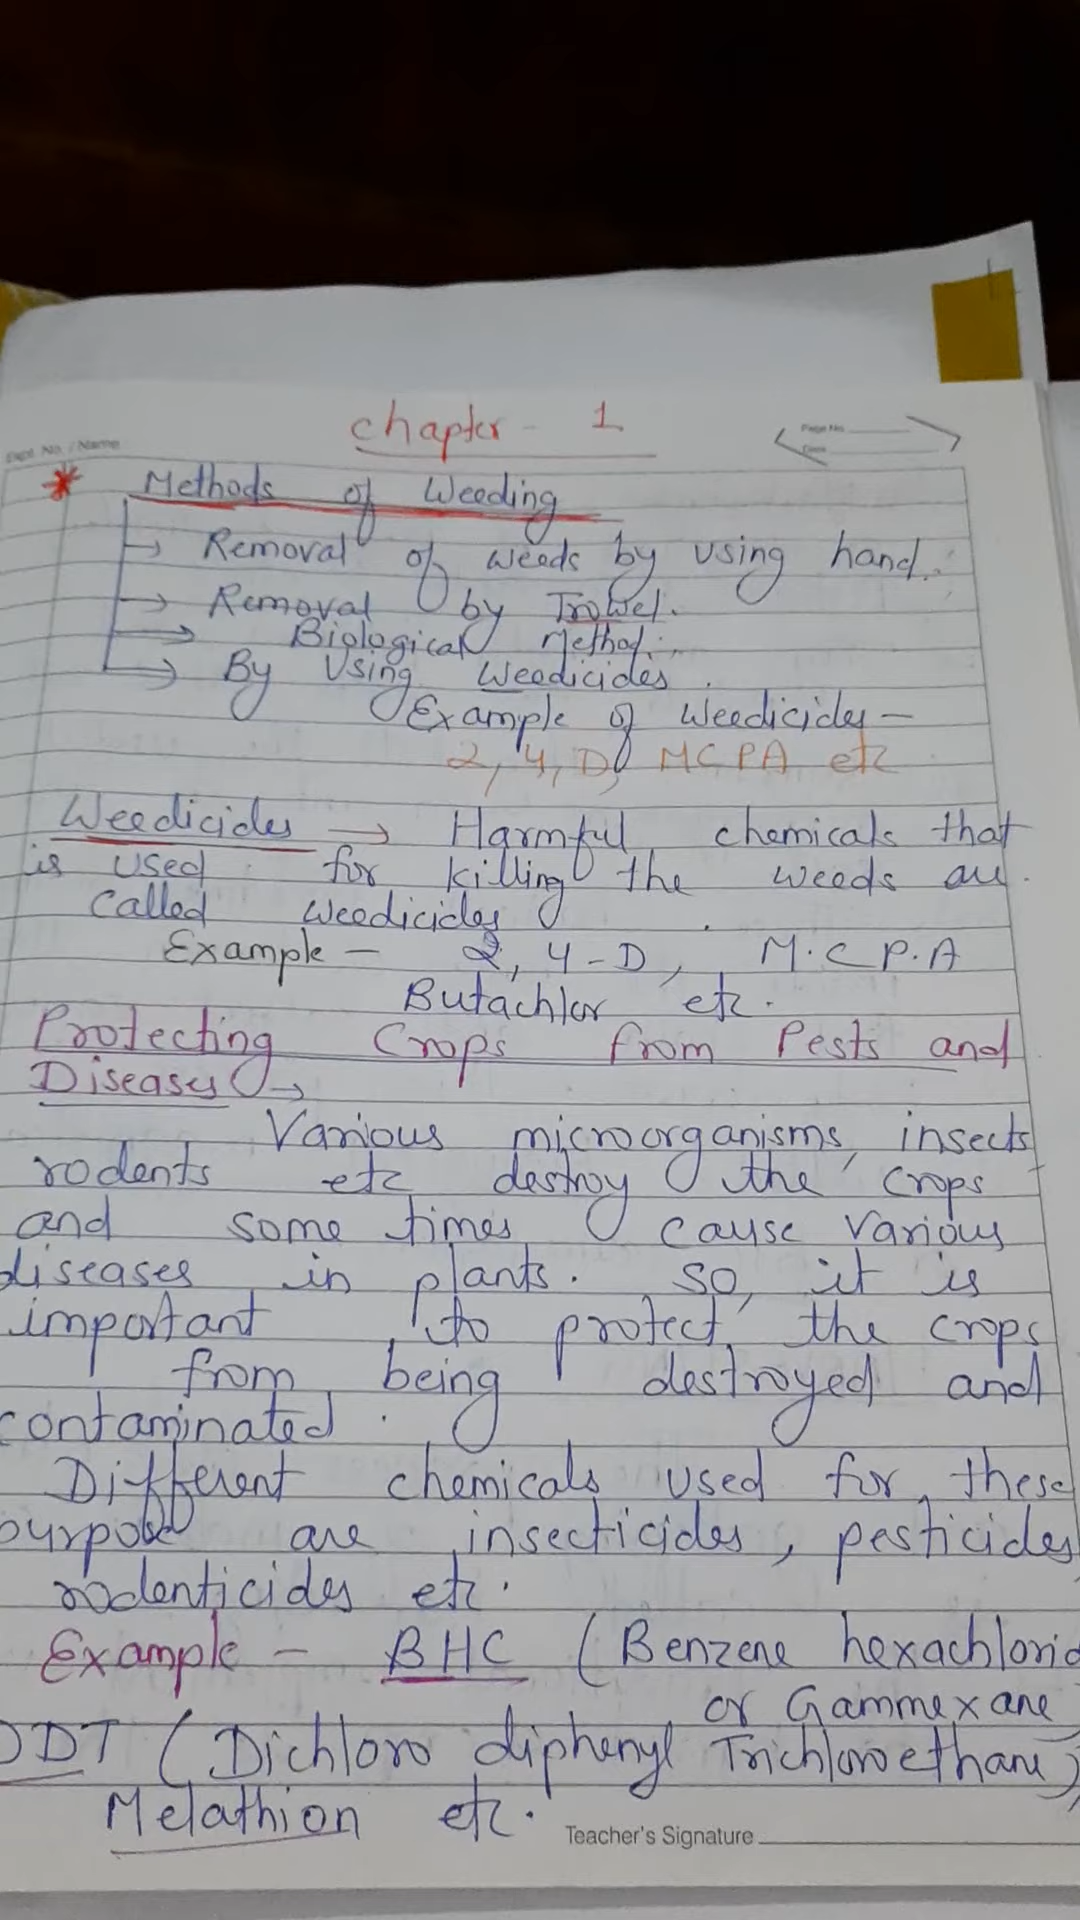 Expt. No. / Name
Page No.
Date
Chapter - 1
* Methods of Weeding
→ Removal of weeds by using hand.
→ Removal by Trowel.
→ Biological Method.
→ By Using Weedicides.
Example of Weedicides -
2, 4, D, MCPA etc
Weedicides → Harmful chemicals that
is used for killing the weeds are
called weedicides.
Example - 2, 4-D, M.C.P.A
Butachlor etc.
Protecting Crops from Pests and
Diseases →
Various microorganisms, insects
rodents etc destroy the crops
and some times cause various
diseases in plants. so, it is
important to protect the crops
from being destroyed and
contaminated.
Different chemicals used for these
purpose are insecticides, pesticides
rodenticides etc.
Example - BHC (Benzene hexachlorid
or Gammexane)
DDT (Dichloro diphenyl Trichloroethane),
Melathion etc.
Teacher's Signature